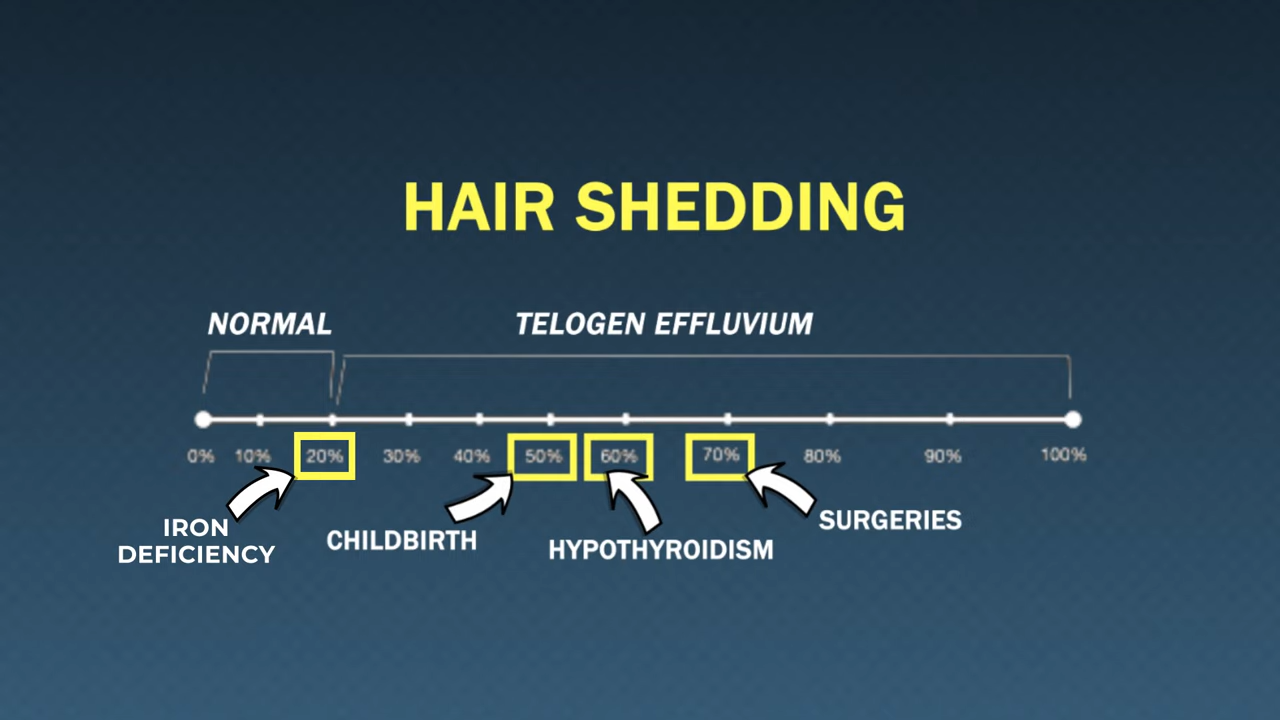 HAIR SHEDDING
NORMAL
TELOGEN EFFLUVIUM
0% 10% 20% 30% 40% 50% 60% 70% 80% 90% 100%
IRON
DEFICIENCY
CHILDBIRTH
HYPOTHYROIDISM
SURGERIES